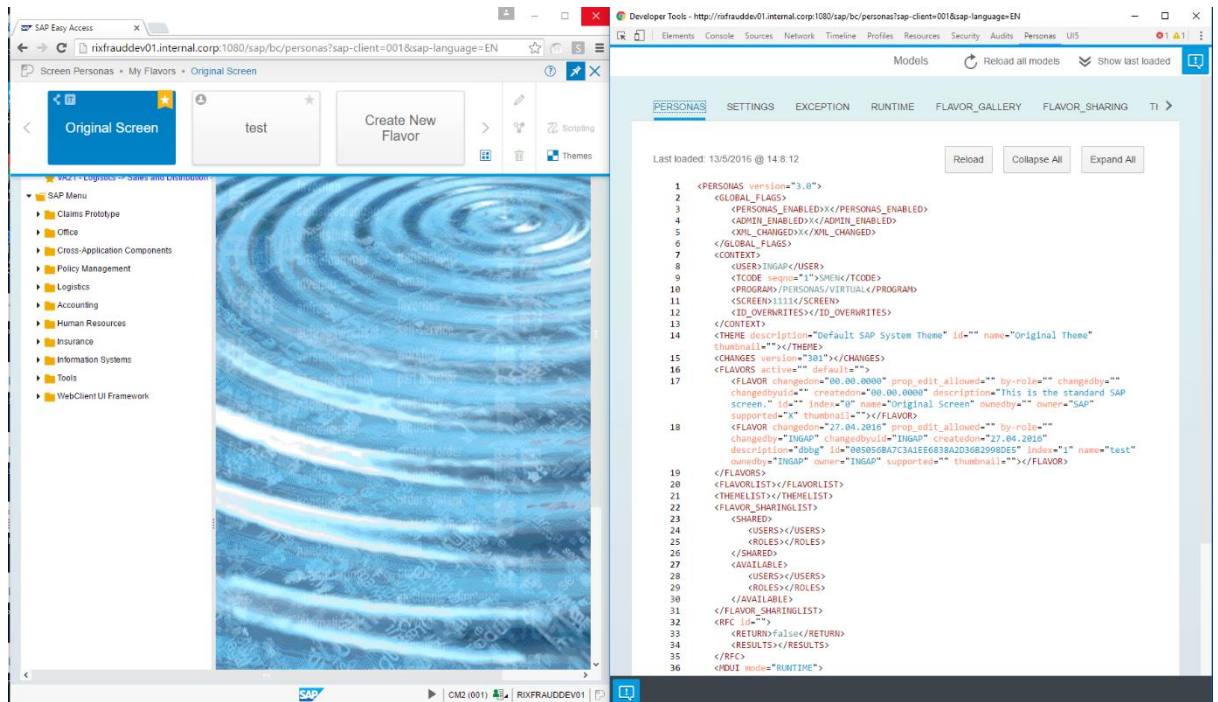 SAP Easy Access
rixfrauddev01.internal.corp:1080/sap/bc/personas?sap-client=001&sap-language=EN
Screen Personas • My Flavors • Original Screen
Original Screen
test
Create New
Flavor
Scripting
Themes
VA21 - Logistics -> Sales and Distribution -
SAP Menu
Claims Prototype
Office
Cross-Application Components
Policy Management
Logistics
Accounting
Human Resources
Insurance
Information Systems
Tools
WebClient UI Framework
SAP
CM2 (001)
RIXFRAUDDEV01
Developer Tools - http://rixfrauddev01.internal.corp:1080/sap/bc/personas?sap-client=001&sap-language=EN
Elements Console Sources Network Timeline Profiles Resources Security Audits Personas UI5
1 1
Models Reload all models Show last loaded
PERSONAS SETTINGS EXCEPTION RUNTIME FLAVOR_GALLERY FLAVOR_SHARING
Last loaded: 13/5/2016 @ 14:8:12
Reload Collapse All Expand All
1 <PERSONAS version="3.0">
2 <GLOBAL_FLAGS>
3 <PERSONAS_ENABLED>X</PERSONAS_ENABLED>
4 <ADMIN_ENABLED>X</ADMIN_ENABLED>
5 <XML_CHANGED>X</XML_CHANGED>
6 </GLOBAL_FLAGS>
7 <CONTEXT>
8 <USER>INGAP</USER>
9 <TCODE seqno="1">SMEN</TCODE>
10 <PROGRAM>/PERSONAS/VIRTUAL</PROGRAM>
11 <SCREEN>1111</SCREEN>
12 <ID_OVERWRITES></ID_OVERWRITES>
13 </CONTEXT>
14 <THEME description="Default SAP System Theme" id="" name="Original Theme"
thumbnail=""></THEME>
15 <CHANGES version="301"></CHANGES>
16 <FLAVORS active="" default="">
17 <FLAVOR changedon="00.00.0000" prop_edit_allowed="" by-role="" changedby=""
changedbyuid="" createdon="00.00.0000" description="This is the standard SAP
screen." id="" index="0" name="Original Screen" ownedby="" owner="SAP"
supported="X" thumbnail=""></FLAVOR>
18 <FLAVOR changedon="27.04.2016" prop_edit_allowed="" by-role=""
changedby="INGAP" changedbyuid="INGAP" createdon="27.04.2016"
description="dbbg" id="005056BA7C3A1EE6838A2D36B2998DE5" index="1" name="test"
ownedby="INGAP" owner="INGAP" supported="" thumbnail=""></FLAVOR>
19 </FLAVORS>
20 <FLAVORLIST></FLAVORLIST>
21 <THEMELIST></THEMELIST>
22 <FLAVOR_SHARINGLIST>
23 <SHARED>
24 <USERS></USERS>
25 <ROLES></ROLES>
26 </SHARED>
27 <AVAILABLE>
28 <USERS></USERS>
29 <ROLES></ROLES>
30 </AVAILABLE>
31 </FLAVOR_SHARINGLIST>
32 <RFC id="">
33 <RETURN>false</RETURN>
34 <RESULTS></RESULTS>
35 </RFC>
36 <MDUI mode="RUNTIME">